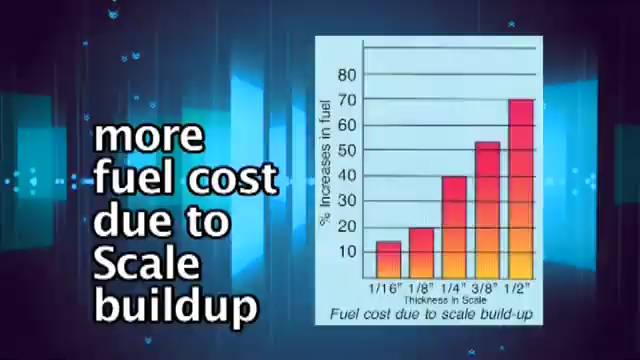 more
fuel cost
due to
Scale
buildup
% Increases in fuel
80
70
60
50
40
30
20
10
1/16" 1/8" 1/4" 3/8" 1/2"
Thickness in Scale
Fuel cost due to scale build-up